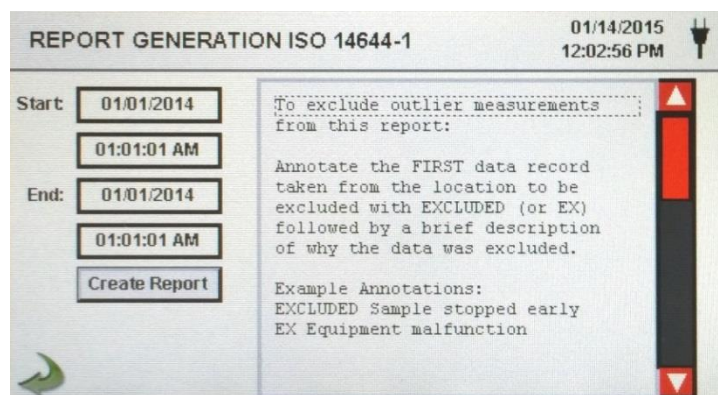 REPORT GENERATION ISO 14644-1
01/14/2015
12:02:56 PM
Start:
01/01/2014
01:01:01 AM
End:
01/01/2014
01:01:01 AM
Create Report
To exclude outlier measurements
from this report:
Annotate the FIRST data record
taken from the location to be
excluded with EXCLUDED (or EX)
followed by a brief description
of why the data was excluded.
Example Annotations:
EXCLUDED Sample stopped early
EX Equipment malfunction